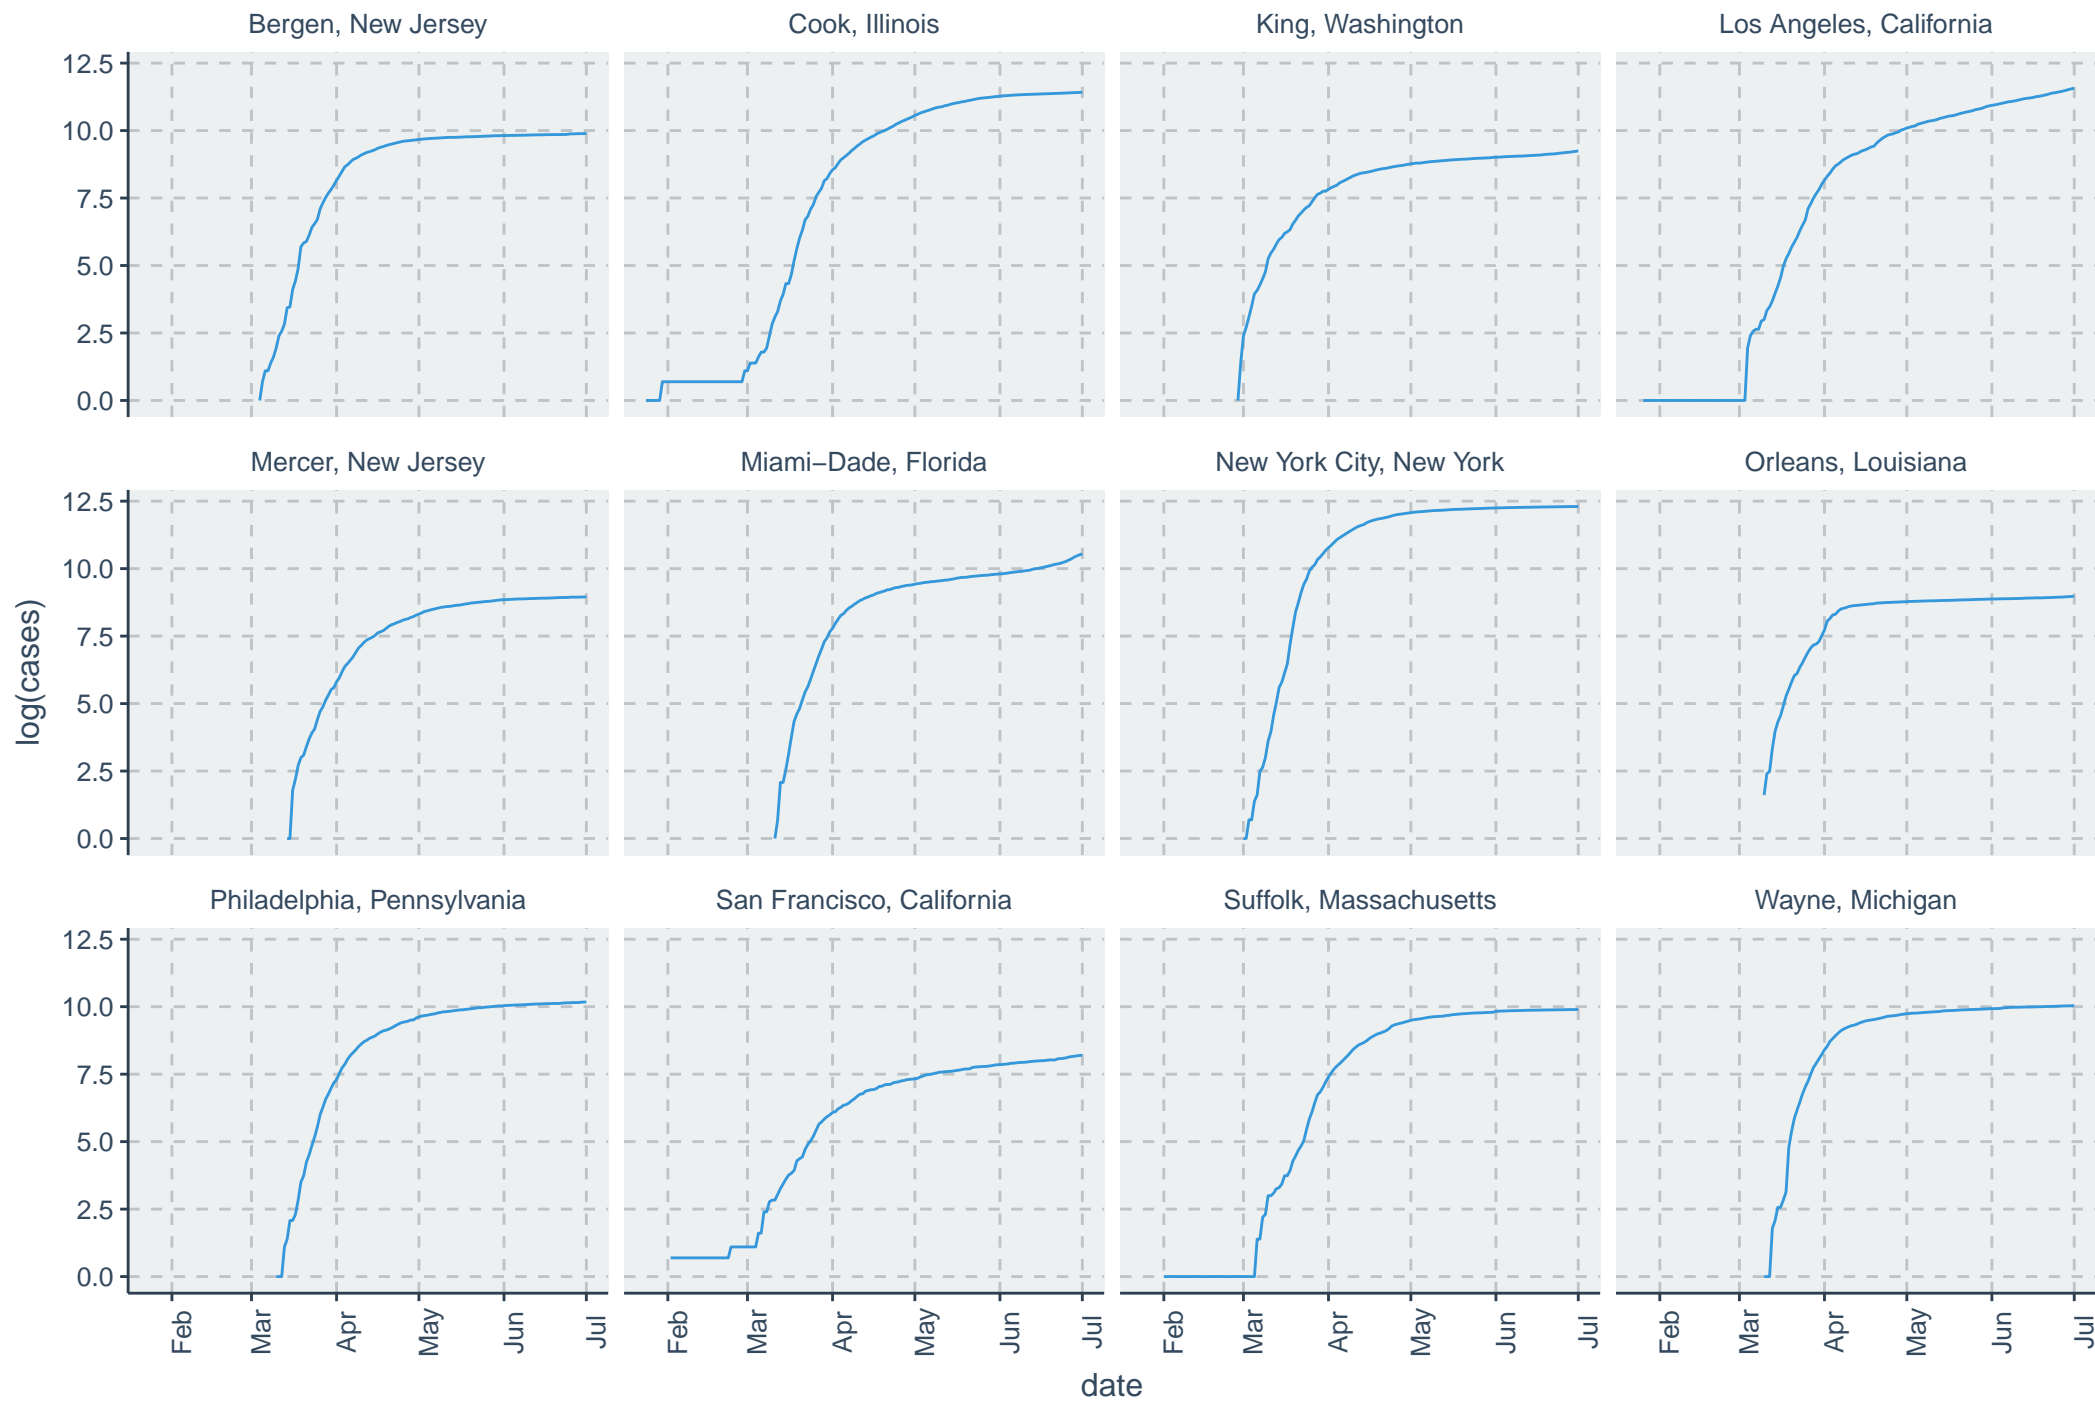 Bergen, New Jersey
Cook, Illinois
King, Washington
Los Angeles, California
12.5
10.0
7.5
5.0
2.5
0.0
Mercer, New Jersey
Miami−Dade, Florida
New York City, New York
Orleans, Louisiana
12.5
10.0
7.5
5.0
2.5
0.0
log(cases)
Philadelphia, Pennsylvania
San Francisco, California
Suffolk, Massachusetts
Wayne, Michigan
12.5
10.0
7.5
5.0
2.5
0.0
Feb
Mar
Apr
May
Jun
Jul
Feb
Mar
Apr
May
Jun
Jul
Feb
Mar
Apr
May
Jun
Jul
Feb
Mar
Apr
May
Jun
Jul
date